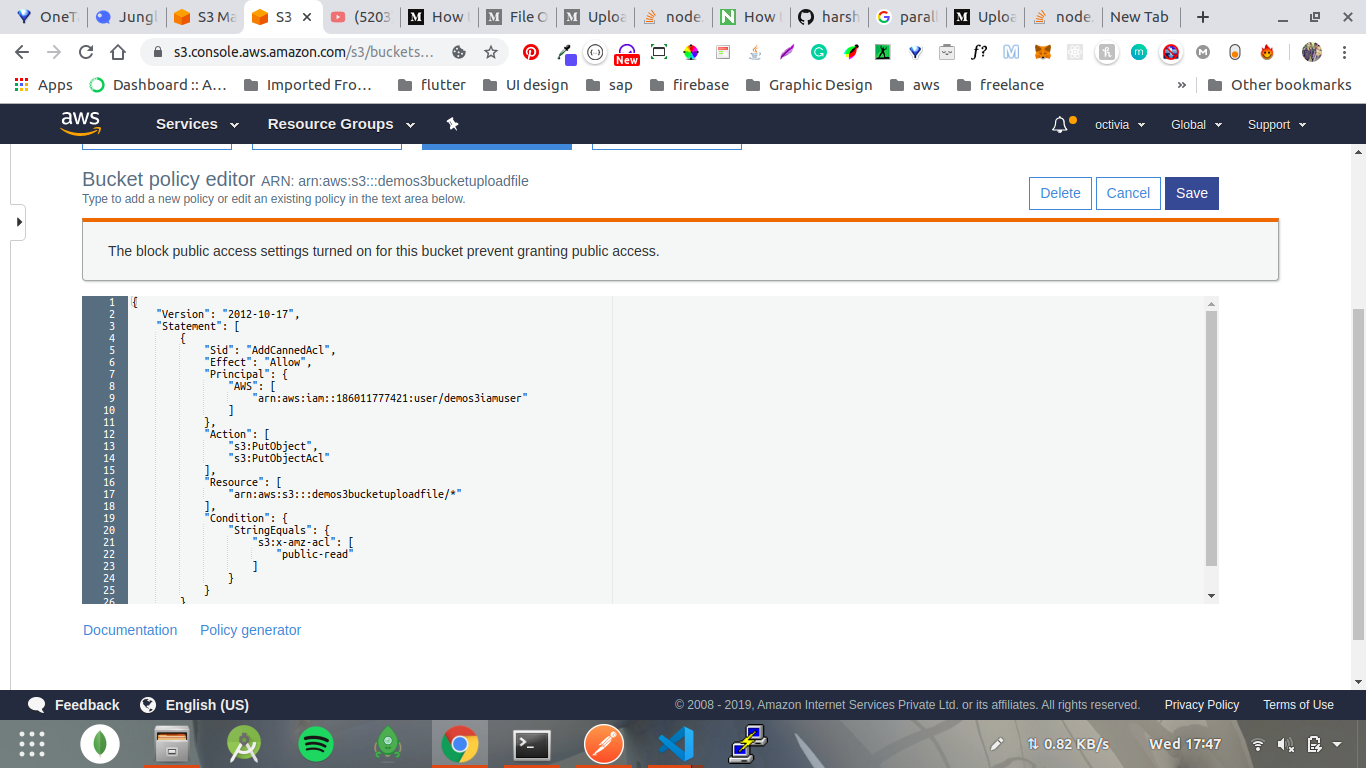 OneT
Jungl
S3 Ma
S3
(5203
How
File O
Uploa
node.
How I
harsh
parall
Uploa
node.
New Tab
s3.console.aws.amazon.com/s3/buckets…
New
Apps
Dashboard :: A…
Imported Fro…
flutter
UI design
sap
firebase
Graphic Design
aws
freelance
»
Other bookmarks
aws
Services
Resource Groups
octivia
Global
Support
Bucket policy editor ARN: arn:aws:s3:::demos3bucketuploadfile
Type to add a new policy or edit an existing policy in the text area below.
Delete
Cancel
Save
The block public access settings turned on for this bucket prevent granting public access.
1 {
2 "Version": "2012-10-17",
3 "Statement": [
4 {
5 "Sid": "AddCannedAcl",
6 "Effect": "Allow",
7 "Principal": {
8 "AWS": [
9 "arn:aws:iam::186011777421:user/demos3iamuser"
10 ]
11 },
12 "Action": [
13 "s3:PutObject",
14 "s3:PutObjectAcl"
15 ],
16 "Resource": [
17 "arn:aws:s3:::demos3bucketuploadfile/*"
18 ],
19 "Condition": {
20 "StringEquals": {
21 "s3:x-amz-acl": [
22 "public-read"
23 ]
24 }
25 }
26 }
Documentation
Policy generator
Feedback
English (US)
© 2008 - 2019, Amazon Internet Services Private Ltd. or its affiliates. All rights reserved.
Privacy Policy
Terms of Use
0.82 KB/s
Wed 17:47